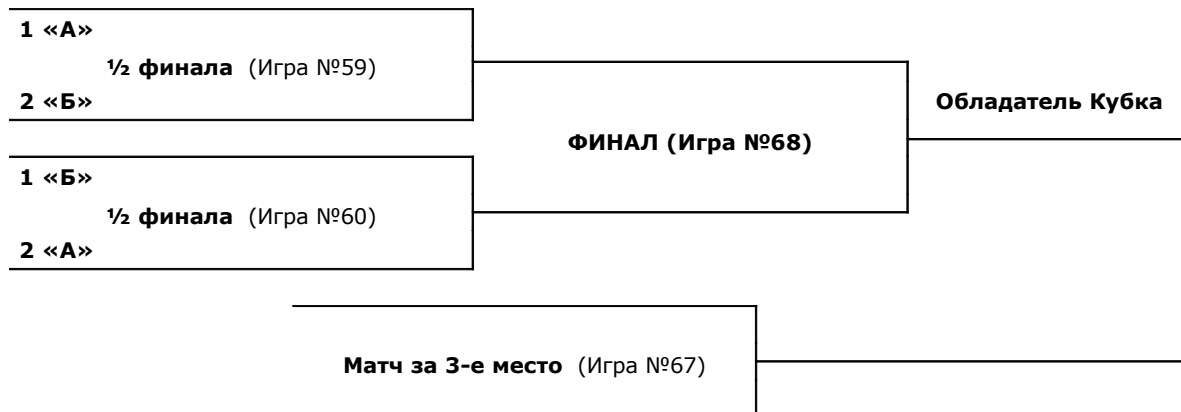 1 «А»
½ финала (Игра №59)
2 «Б»
Обладатель Кубка
ФИНАЛ (Игра №68)
1 «Б»
½ финала (Игра №60)
2 «А»
Матч за 3-е место (Игра №67)